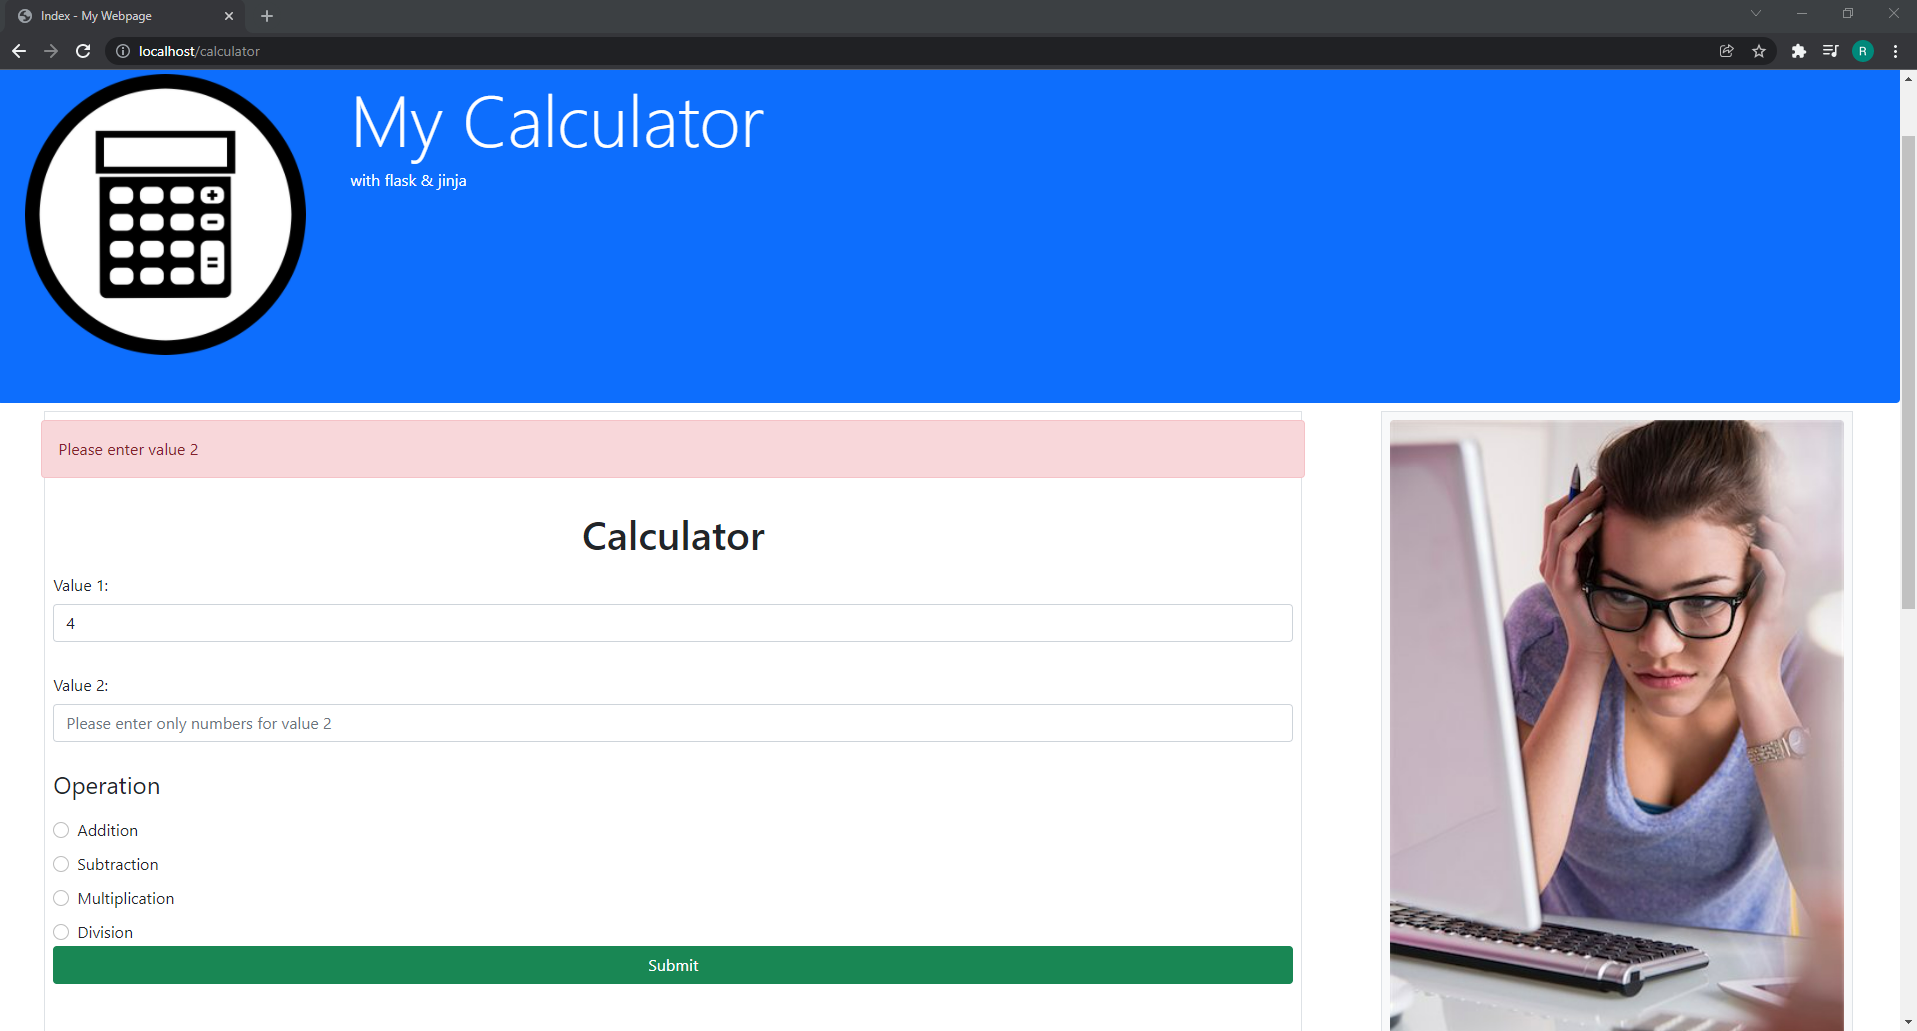 Index - My Webpage
localhost/calculator
R
My Calculator
with flask & jinja
Please enter value 2
Calculator
Value 1:
4
Value 2:
Please enter only numbers for value 2
Operation
Addition
Subtraction
Multiplication
Division
Submit